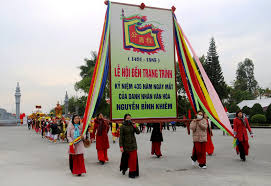 (1491 - 1585)
LỄ HỘI ĐỀN TRẠNG TRÌNH
KỶ NIỆM NĂM NGÀY MẤT
CỦA DANH NHÂN VĂN HÓA
NGUYỄN BỈNH KHIÊM